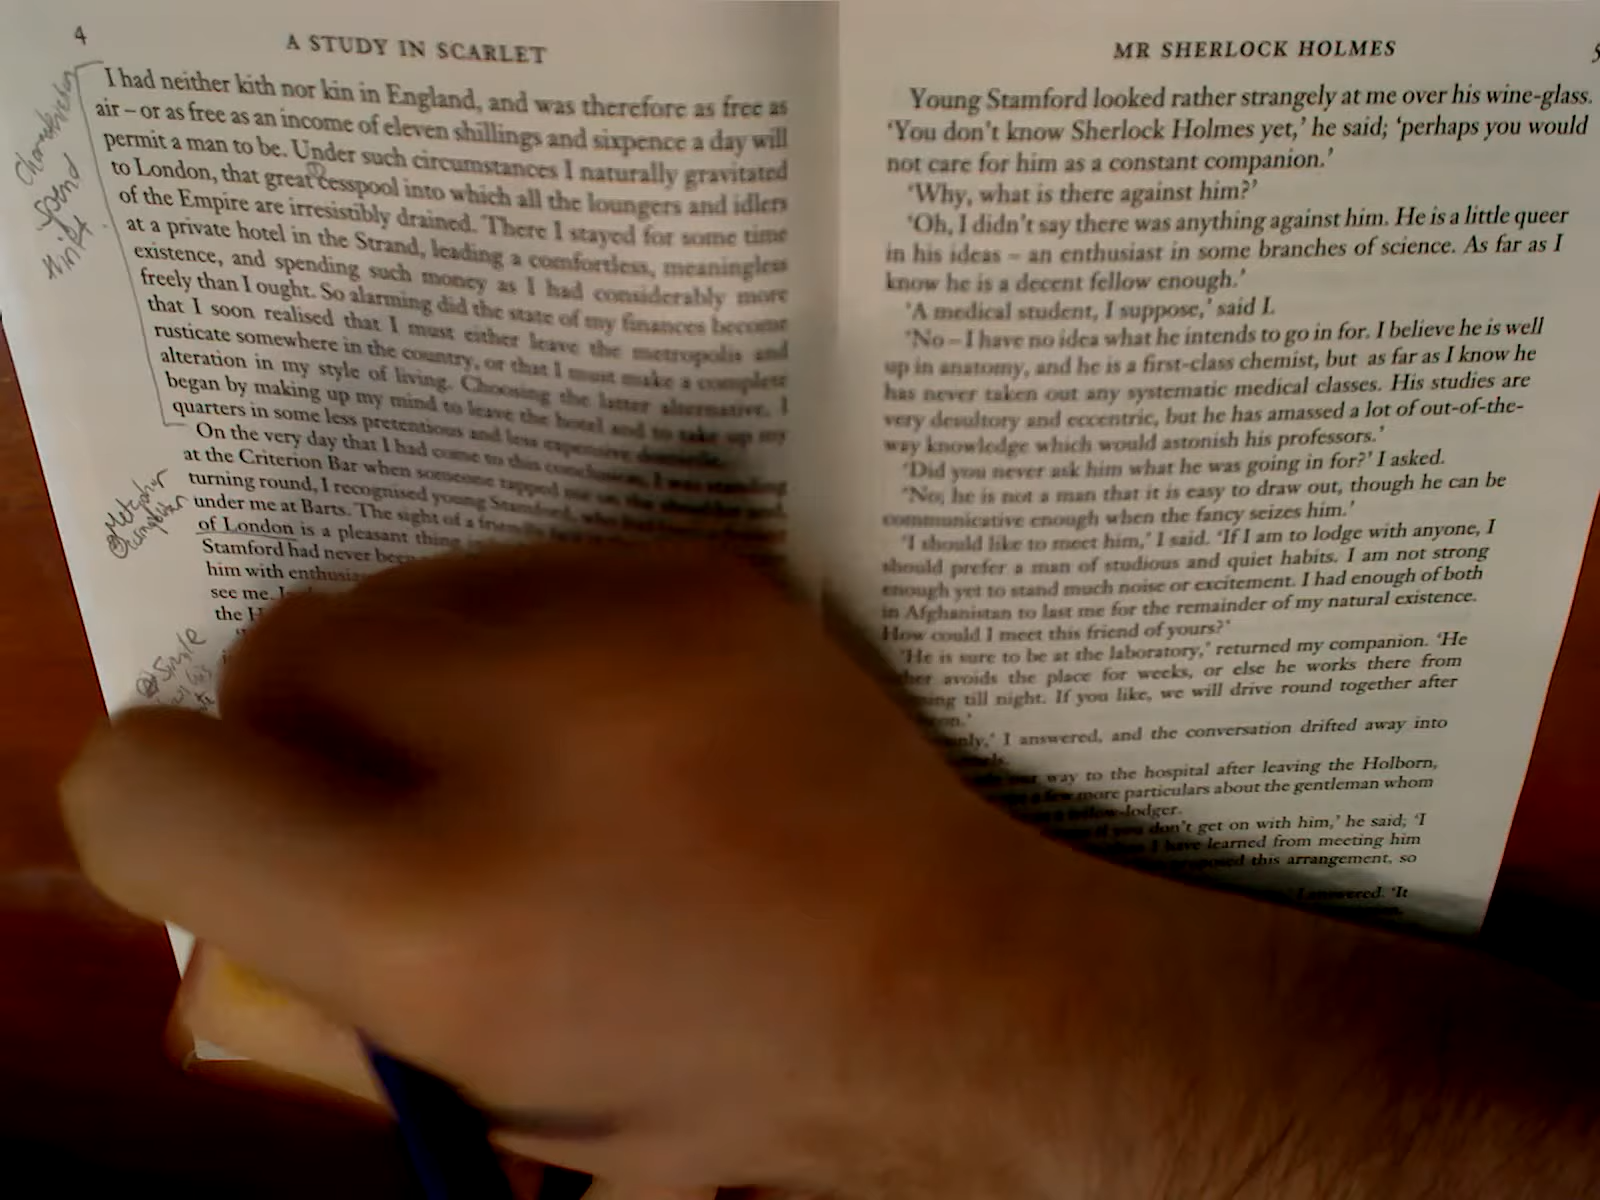 4
A STUDY IN SCARLET
I had neither kith nor kin in England, and was therefore as free as
air – or as free as an income of eleven shillings and sixpence a day will
permit a man to be. Under such circumstances I naturally gravitated
to London, that great cesspool into which all the loungers and idlers
of the Empire are irresistibly drained. There I stayed for some time
at a private hotel in the Strand, leading a comfortless, meaningless
existence, and spending such money as I had considerably more
freely than I ought. So alarming did the state of my finances become
that I soon realised that I must either leave the metropolis and
rusticate somewhere in the country, or that I must make a complete
alteration in my style of living. Choosing the latter alternative, I
began by making up my mind to leave the hotel and to take up my
quarters in some less pretentious and less expensive domicile.
On the very day that I had come to this conclusion, I was standing
at the Criterion Bar when someone tapped me on the shoulder and,
turning round, I recognised young Stamford, who had
under me at Barts. The sight of a friendly face in the
of London is a pleasant thing
Stamford had never been
him with
see me.
the
Metaphor
Simile
MR SHERLOCK HOLMES
5
Young Stamford looked rather strangely at me over his wine-glass.
‘You don't know Sherlock Holmes yet,’ he said; ‘perhaps you would
not care for him as a constant companion.’
‘Why, what is there against him?’
‘Oh, I didn't say there was anything against him. He is a little queer
in his ideas – an enthusiast in some branches of science. As far as I
know he is a decent fellow enough.’
‘A medical student, I suppose,’ said I.
‘No – I have no idea what he intends to go in for. I believe he is well
up in anatomy, and he is a first-class chemist, but as far as I know he
has never taken out any systematic medical classes. His studies are
very desultory and eccentric, but he has amassed a lot of out-of-the-
way knowledge which would astonish his professors.’
‘Did you never ask him what he was going in for?’ I asked.
‘No; he is not a man that it is easy to draw out, though he can be
communicative enough when the fancy seizes him.’
‘I should like to meet him,’ I said. ‘If I am to lodge with anyone, I
should prefer a man of studious and quiet habits. I am not strong
enough yet to stand much noise or excitement. I had enough of both
in Afghanistan to last me for the remainder of my natural existence.
How could I meet this friend of yours?’
‘He is sure to be at the laboratory,’ returned my companion. ‘He
avoids the place for weeks, or else he works there from
till night. If you like, we will drive round together after
I answered, and the conversation drifted away into
way to the hospital after leaving the Holborn,
a few more particulars about the gentleman whom
fellow-lodger.
if you don't get on with him,’ he said; ‘I
I have learned from meeting him
proposed this arrangement, so
I answered. ‘It